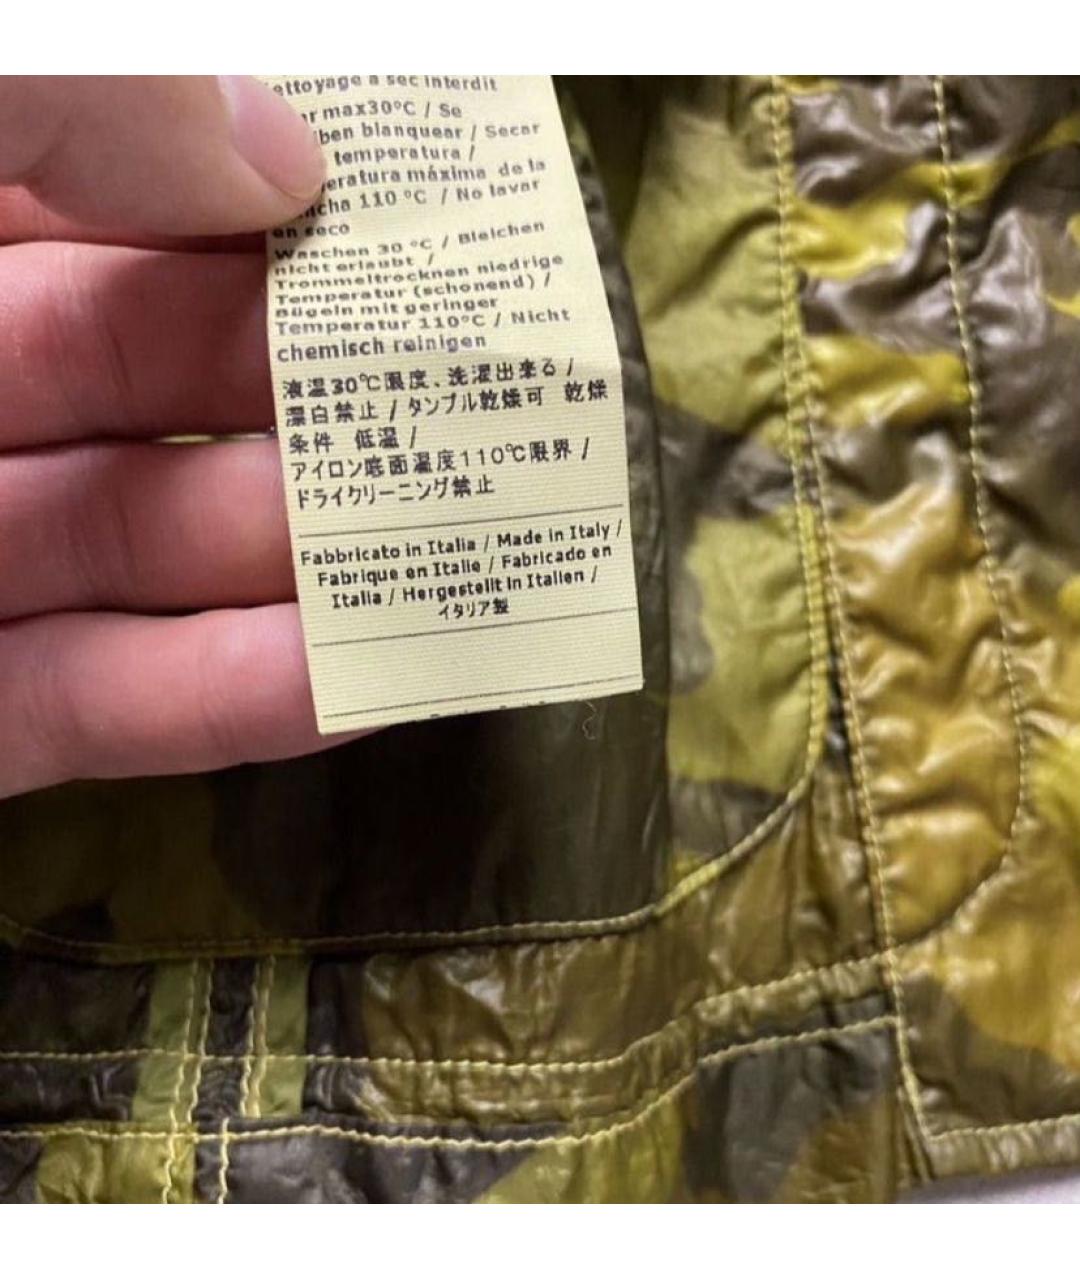 ettoyage a sec interdit
r max30°C / Se
ben blanquear / Secar
temperatura /
eratura máxima de la
ncha 110 °C / No lavar
en seco
Waschen 30 °C / Bleichen
nicht erlaubt /
Trommeltrocknen niedrige
Temperatur (schonend) /
Bügeln mit geringer
Temperatur 110°C / Nicht
chemisch reinigen
液温30℃限度、洗濯出来る /
漂白禁止 / タンブル乾燥可 乾燥
条件 低温 /
アイロン底面温度110℃限界 /
ドライクリーニング禁止
Fabbricato in Italia / Made in Italy /
Fabrique en Italie / Fabricado en
Italia / Hergestellt in Italien /
イタリア製